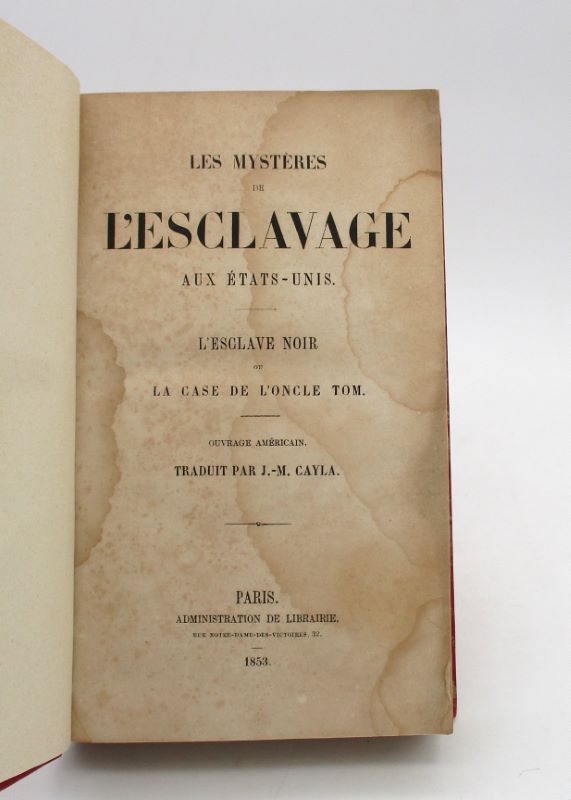 LES MYSTÈRES
DE
L'ESCLAVAGE
AUX ÉTATS-UNIS.
L'ESCLAVE NOIR
OU
LA CASE DE L'ONCLE TOM.
OUVRAGE AMÉRICAIN.
TRADUIT PAR J.-M. CAYLA.
PARIS.
ADMINISTRATION DE LIBRAIRIE,
RUE NOTRE-DAME-DES-VICTOIRES, 32.
1853.